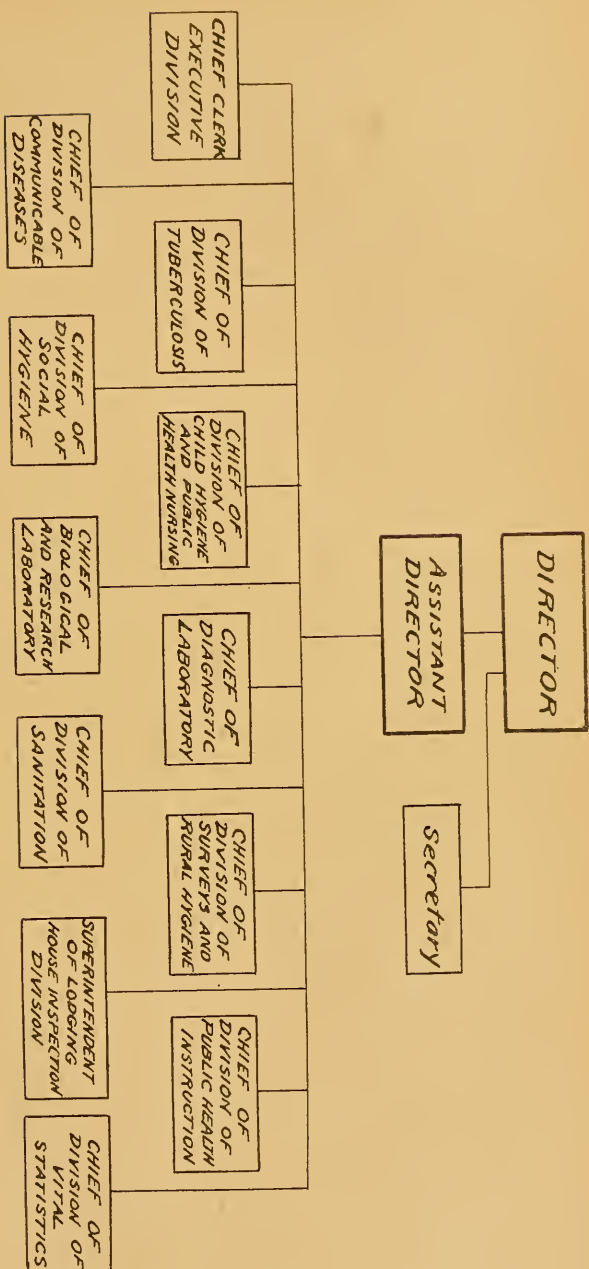 DIRECTOR
ASSISTANT
DIRECTOR
Secretary
CHIEF CLERK
EXECUTIVE
DIVISION
CHIEF OF
DIVISION OF
TUBERCULOSIS
CHIEF OF
DIVISION OF
CHILD HYGIENE
AND PUBLIC
HEALTH NURSING
CHIEF OF
DIAGNOSTIC
LABORATORY
CHIEF OF
DIVISION OF
SURVEYS AND
RURAL HYGIENE
CHIEF OF
DIVISION OF
PUBLIC HEALTH
INSTRUCTION
CHIEF OF
DIVISION OF
COMMUNICABLE
DISEASES
CHIEF OF
DIVISION OF
SOCIAL
HYGIENE
CHIEF OF
BIOLOGICAL
AND RESEARCH
LABORATORY
CHIEF OF
DIVISION OF
SANITATION
SUPERINTENDENT
OF LODGING
HOUSE INSPECTION
DIVISION
CHIEF OF
DIVISION OF
VITAL
STATISTICS